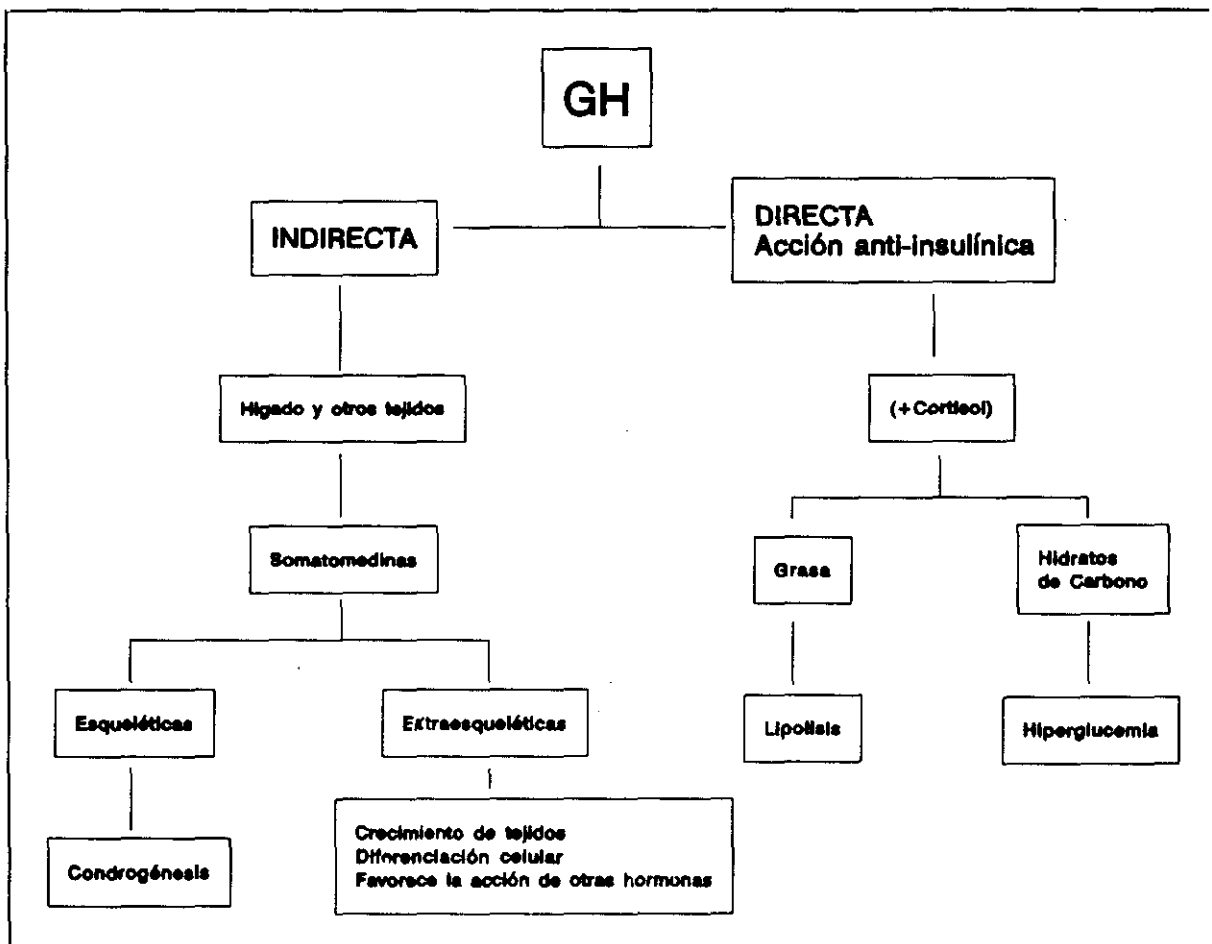 GH
INDIRECTA
DIRECTA
Acción anti-insulínica
Hígado y otros tejidos
(+Cortisol)
Somatomedinas
Grasa
Hidratos
de Carbono
Esqueléticas
Extraesqueléticas
Lipolisis
Hiperglucemia
Condrogénesis
Crecimiento de tejidos
Diferenciación celular
Favorece la acción de otras hormonas